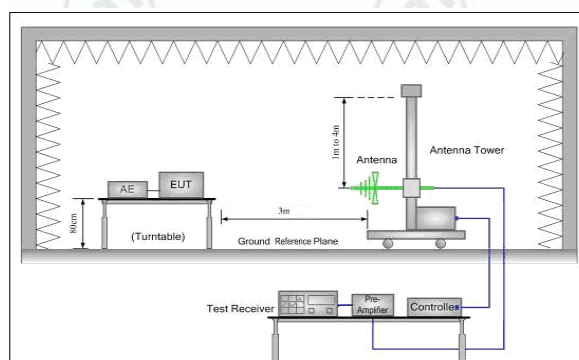 1m to 4m
Antenna
Antenna Tower
AE
EUT
80cm
3m
(Turntable)
Ground Reference Plane
Test Receiver
Pre-
Amplifier
Controller